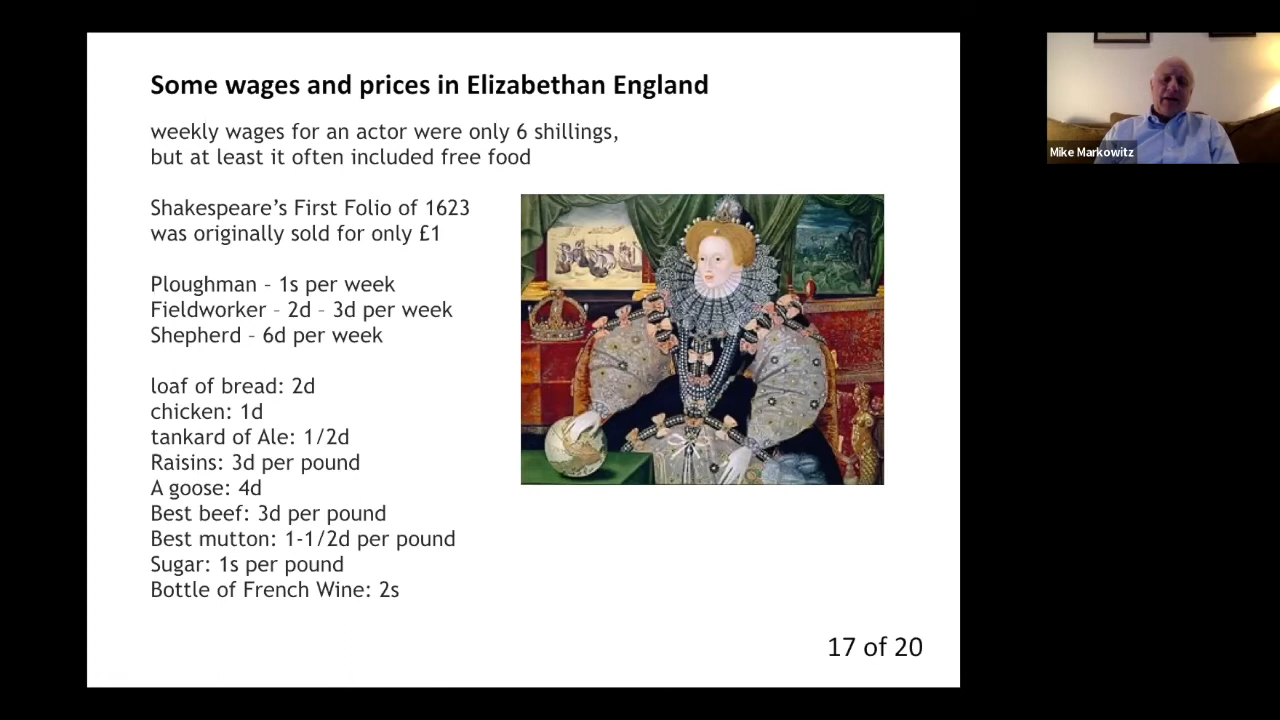 Some wages and prices in Elizabethan England
weekly wages for an actor were only 6 shillings,
but at least it often included free food
Shakespeare's First Folio of 1623
was originally sold for only £1
Ploughman – 1s per week
Fieldworker – 2d – 3d per week
Shepherd – 6d per week
loaf of bread: 2d
chicken: 1d
tankard of Ale: 1/2d
Raisins: 3d per pound
A goose: 4d
Best beef: 3d per pound
Best mutton: 1-1/2d per pound
Sugar: 1s per pound
Bottle of French Wine: 2s
17 of 20
Mike Markowitz